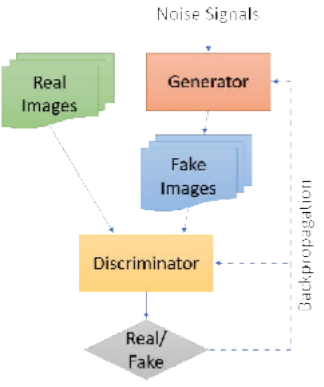 Noise Signals
Real
Images
Generator
Fake
Images
Backpropagation
Discriminator
Real/
Fake